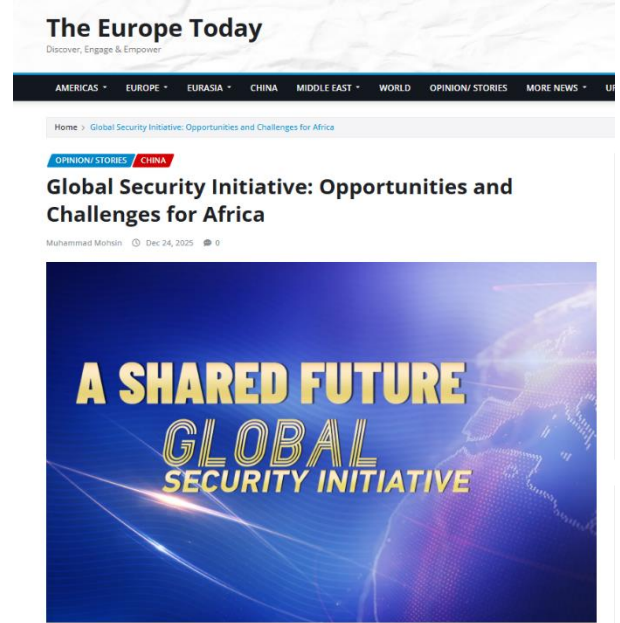 The Europe Today
Discover, Engage & Empower
AMERICAS EUROPE EURASIA CHINA MIDDLE EAST WORLD OPINION/ STORIES MORE NEWS
Home > Global Security Initiative: Opportunities and Challenges for Africa
OPINION/ STORIES CHINA
Global Security Initiative: Opportunities and
Challenges for Africa
Muhammad Mohsin Dec 24, 2025 0
A SHARED FUTURE
GLOBAL
SECURITY INITIATIVE